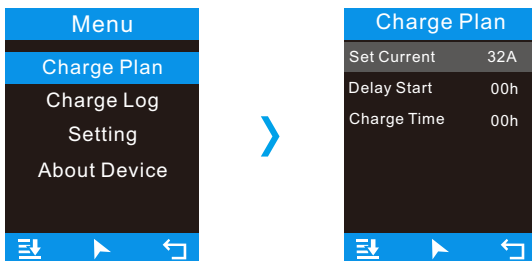 Menu
Charge Plan
Charge Log
Setting
About Device
Charge Plan
Set Current 32A
Delay Start 00h
Charge Time 00h